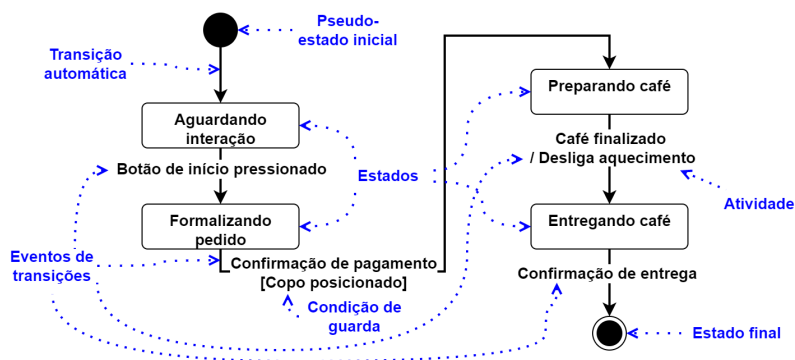 Pseudo-
estado inicial
Transição
automática
Aguardando
interação
Botão de início pressionado
Formalizando
pedido
Eventos de
transições
Confirmação de pagamento
[Copo posicionado]
Condição de
guarda
Estados
Preparando café
Café finalizado
/ Desliga aquecimento
Atividade
Entregando café
Confirmação de entrega
Estado final